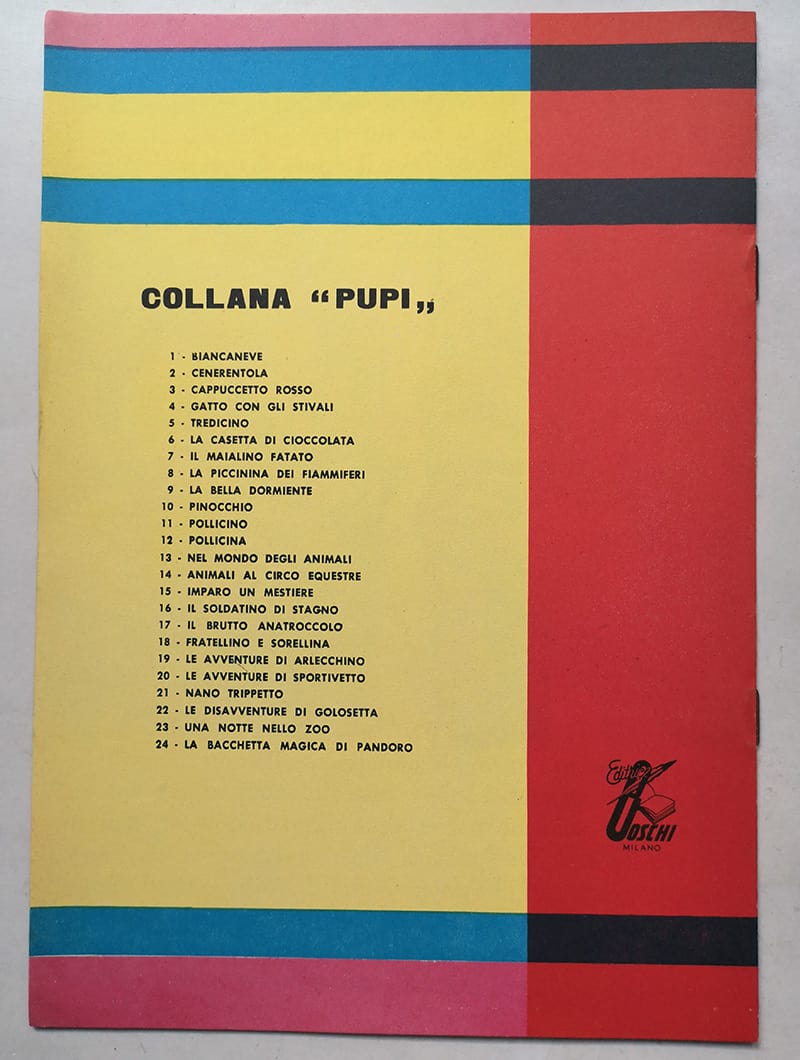 COLLANA “PUPI„
1 - BIANCANEVE
2 - CENERENTOLA
3 - CAPPUCCETTO ROSSO
4 - GATTO CON GLI STIVALI
5 - TREDICINO
6 - LA CASETTA DI CIOCCOLATA
7 - IL MAIALINO FATATO
8 - LA PICCININA DEI FIAMMIFERI
9 - LA BELLA DORMIENTE
10 - PINOCCHIO
11 - POLLICINO
12 - POLLICINA
13 - NEL MONDO DEGLI ANIMALI
14 - ANIMALI AL CIRCO EQUESTRE
15 - IMPARO UN MESTIERE
16 - IL SOLDATINO DI STAGNO
17 - IL BRUTTO ANATROCCOLO
18 - FRATELLINO E SORELLINA
19 - LE AVVENTURE DI ARLECCHINO
20 - LE AVVENTURE DI SPORTIVETTO
21 - NANO TRIPPETTO
22 - LE DISAVVENTURE DI GOLOSETTA
23 - UNA NOTTE NELLO ZOO
24 - LA BACCHETTA MAGICA DI PANDORO
MILANO